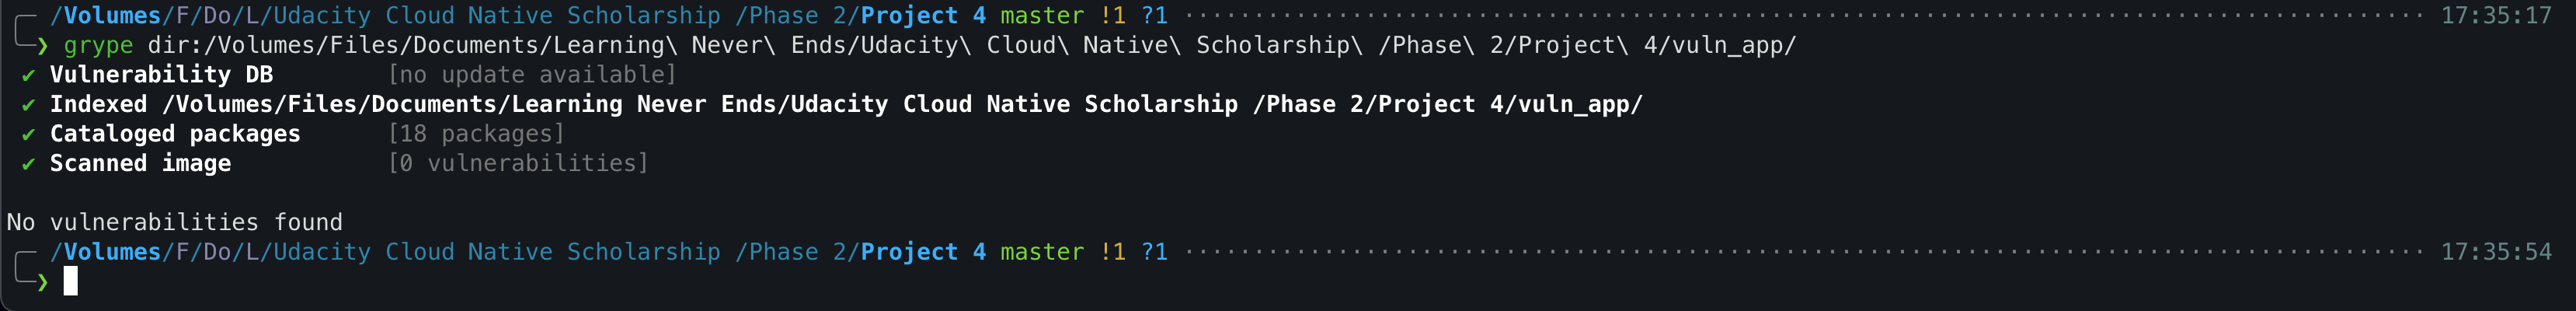 /Volumes/F/Do/L/Udacity Cloud Native Scholarship /Phase 2/Project 4 master !1 ?1 ························································································· 17:35:17
❯ grype dir:/Volumes/Files/Documents/Learning\ Never\ Ends/Udacity\ Cloud\ Native\ Scholarship\ /Phase\ 2/Project\ 4/vuln_app/
✔ Vulnerability DB [no update available]
✔ Indexed /Volumes/Files/Documents/Learning Never Ends/Udacity Cloud Native Scholarship /Phase 2/Project 4/vuln_app/
✔ Cataloged packages [18 packages]
✔ Scanned image [0 vulnerabilities]
No vulnerabilities found
/Volumes/F/Do/L/Udacity Cloud Native Scholarship /Phase 2/Project 4 master !1 ?1 ························································································· 17:35:54
❯